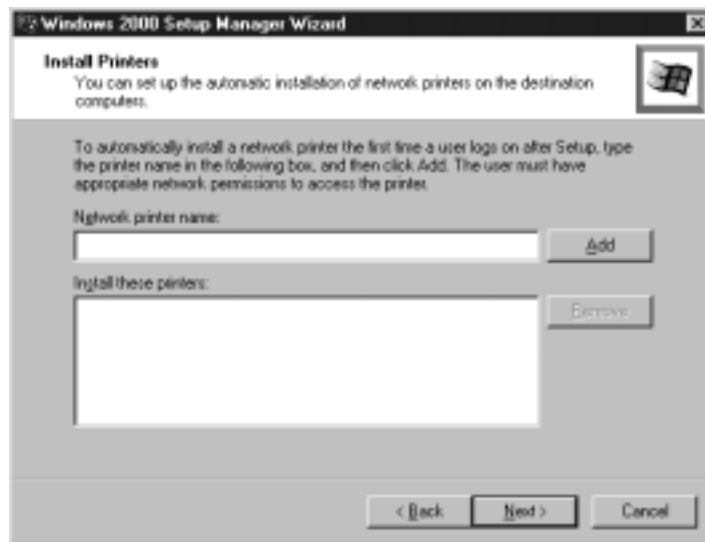 Windows 2000 Setup Manager Wizard
Install Printers
You can set up the automatic installation of network printers on the destination
computers.
To automatically install a network printer the first time a user logs on after Setup, type
the printer name in the following box, and then click Add. The user must have
appropriate network permissions to access the printer.
Network printer name:
Add
Install these printers:
Remove
< Back
Next >
Cancel